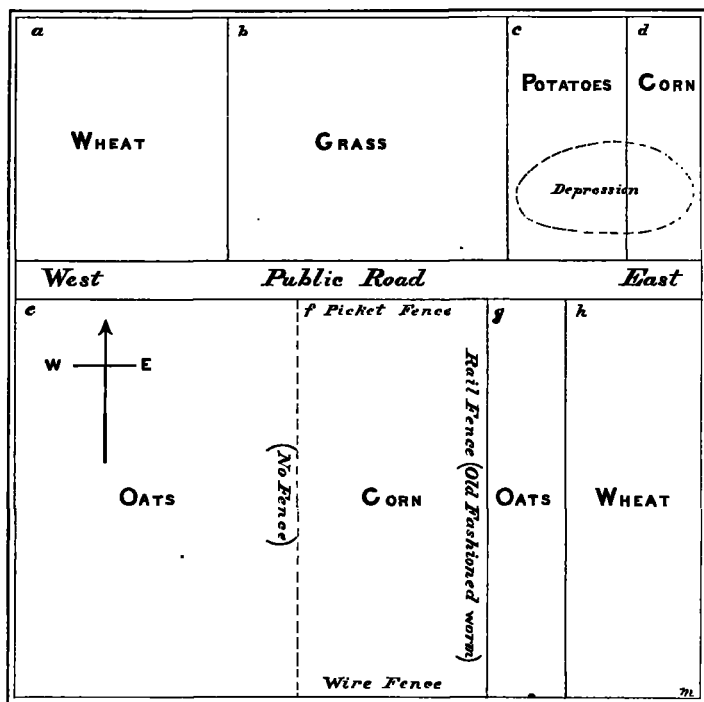 a
b
c
d
WHEAT
GRASS
POTATOES
CORN
Depression
West Public Road East
e
f Picket Fence
g
h
W E
OATS
(No Fence)
CORN
Rail Fence (Old Fashioned worm)
OATS
WHEAT
Wire Fence
m